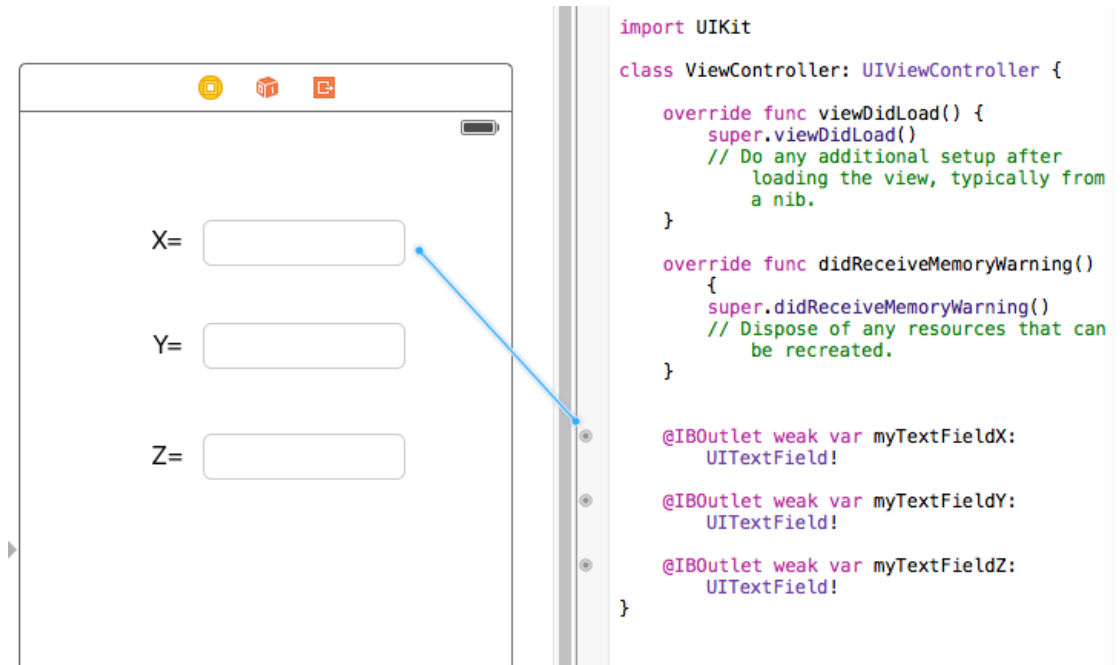 X=
Y=
Z=
import UIKit
class ViewController: UIViewController {
override func viewDidLoad() {
super.viewDidLoad()
// Do any additional setup after
loading the view, typically from
a nib.
}
override func didReceiveMemoryWarning()
{
super.didReceiveMemoryWarning()
// Dispose of any resources that can
be recreated.
}
@IBOutlet weak var myTextFieldX:
UITextField!
@IBOutlet weak var myTextFieldY:
UITextField!
@IBOutlet weak var myTextFieldZ:
UITextField!
}